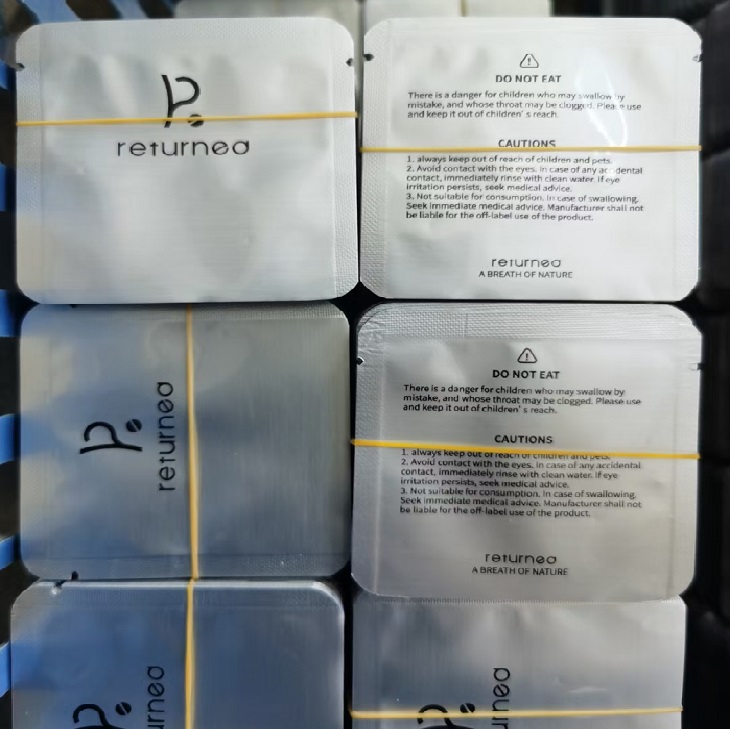 returned
DO NOT EAT
There is a danger for children who may swallow by
mistake, and whose throat may be clogged. Please use
and keep it out of children's reach.
CAUTIONS
1. always keep out of reach of children and pets.
2. Avoid contact with the eyes. In case of any accidental
contact, immediately rinse with clean water. If eye
irritation persists, seek medical advice.
3. Not suitable for consumption. In case of swallowing,
Seek immediate medical advice. Manufacturer shall not
be liable for the off-label use of the product.
returned
A BREATH OF NATURE
returned
DO NOT EAT
There is a danger for children who may swallow by
mistake, and whose throat may be clogged. Please use
and keep it out of children's reach.
CAUTIONS
1. always keep out of reach of children and pets.
2. Avoid contact with the eyes. In case of any accidental
contact, immediately rinse with clean water. If eye
irritation persists, seek medical advice.
3. Not suitable for consumption. In case of swallowing,
Seek immediate medical advice. Manufacturer shall not
be liable for the off-label use of the product.
returned
A BREATH OF NATURE
urned
urned